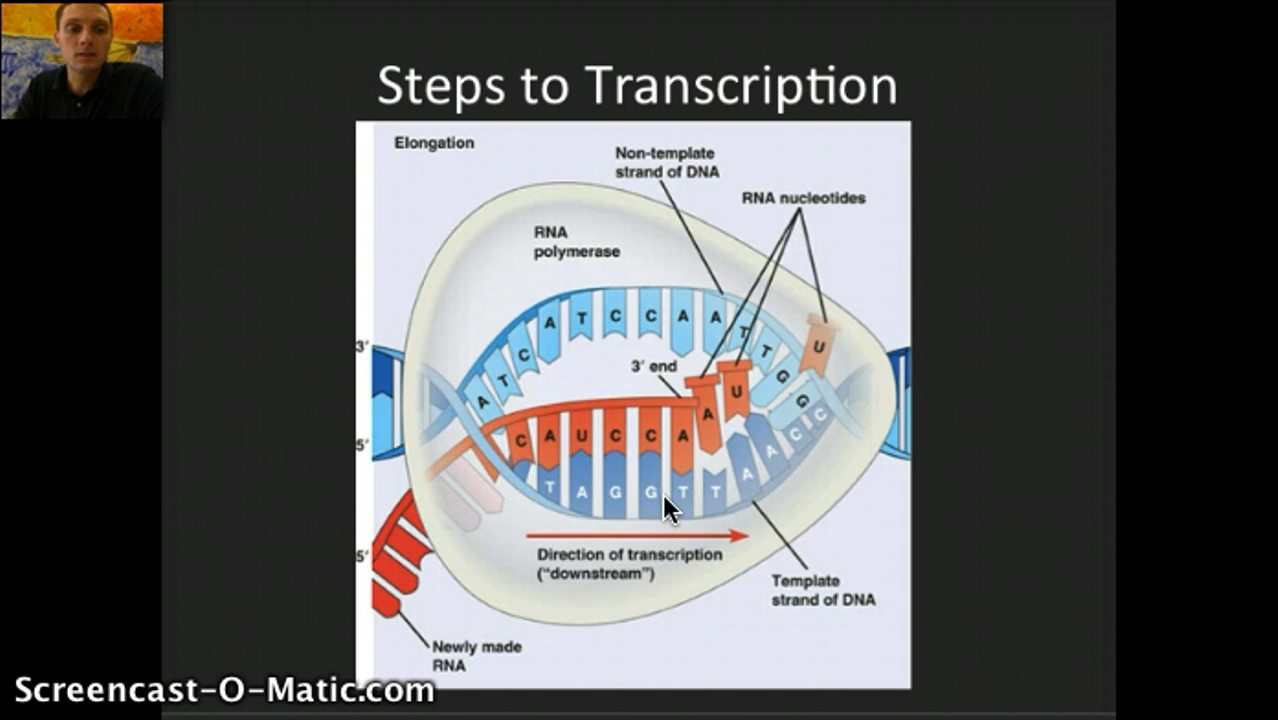 Steps to Transcription
Elongation
Non-template
strand of DNA
RNA nucleotides
RNA
polymerase
A T C A T C C A A T T G G
U
3'
3' end
U
A
C A U C C A
5'
T A G G T T A A C C
5'
Direction of transcription
("downstream")
Template
strand of DNA
Newly made
RNA
Screencast-O-Matic.com